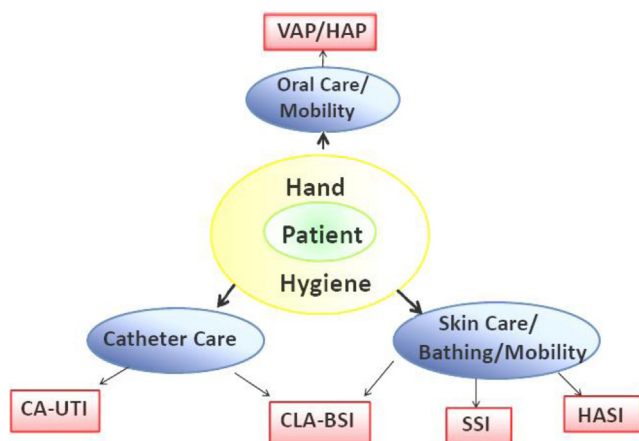 VAP/HAP
Oral Care/
Mobility
Hand
Patient
Hygiene
Catheter Care
Skin Care/
Bathing/Mobility
CA-UTI
CLA-BSI
SSI
HASI